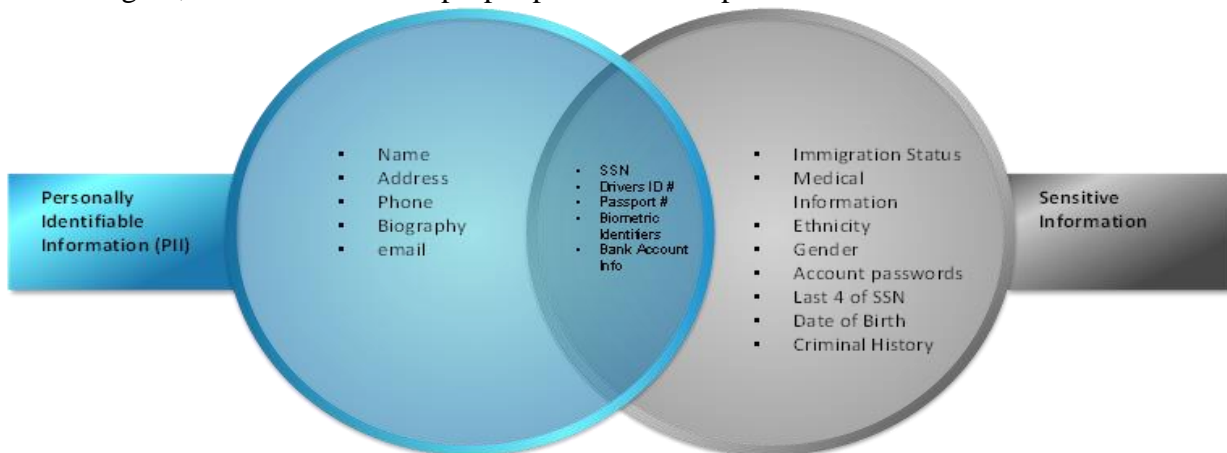 Personally
Identifiable
Information (PII)
▪ Name
▪ Address
▪ Phone
▪ Biography
▪ email
• SSN
• Drivers ID #
• Passport #
• Biometric
Identifiers
• Bank Account
Info
▪ Immigration Status
▪ Medical
Information
▪ Ethnicity
▪ Gender
▪ Account passwords
▪ Last 4 of SSN
▪ Date of Birth
▪ Criminal History
Sensitive
Information